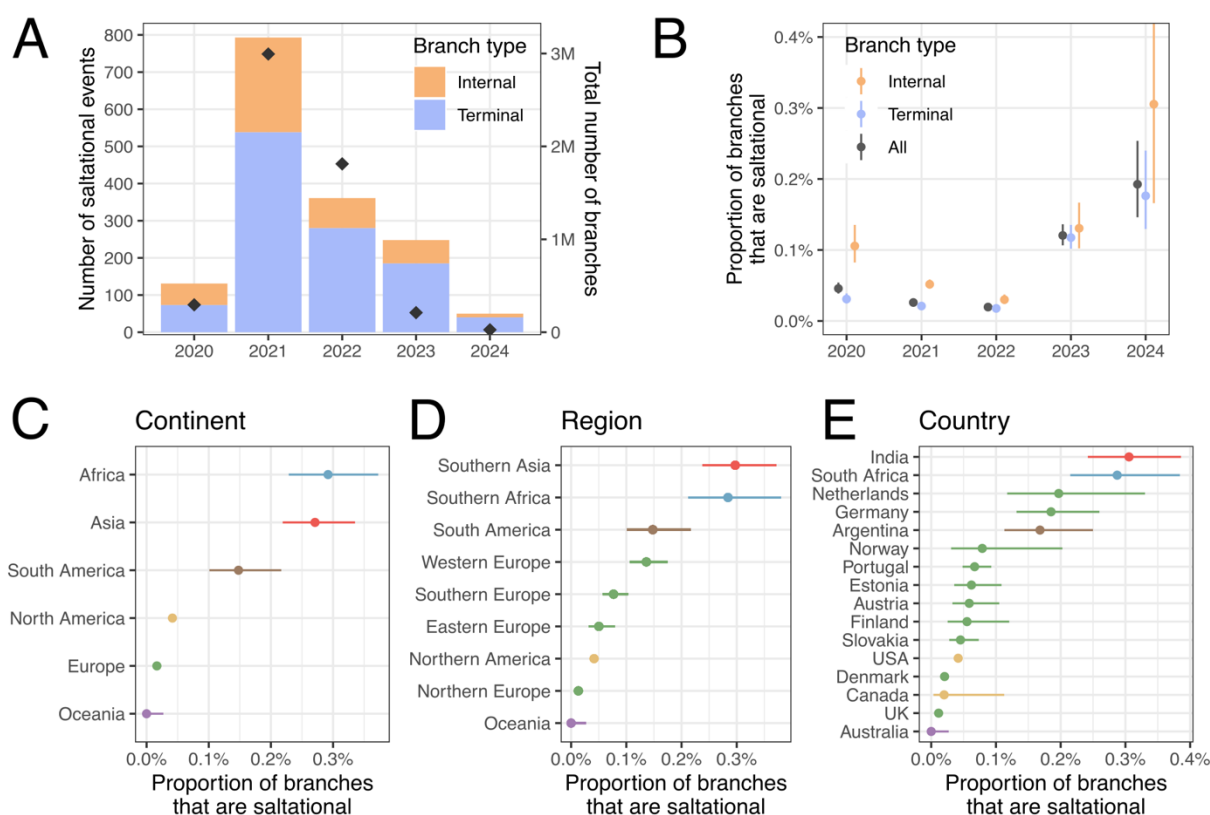 A
Number of saltational events
800
700
600
500
400
300
200
100
0
Branch type
Internal
Terminal
3M
2M
1M
0
Total number of branches
2020 2021 2022 2023 2024
B
Proportion of branches
that are saltational
0.4%
0.3%
0.2%
0.1%
0.0%
Branch type
Internal
Terminal
All
2020 2021 2022 2023 2024
C
Continent
Africa
Asia
South America
North America
Europe
Oceania
0.0% 0.1% 0.2% 0.3%
Proportion of branches
that are saltational
D
Region
Southern Asia
Southern Africa
South America
Western Europe
Southern Europe
Eastern Europe
Northern America
Northern Europe
Oceania
0.0% 0.1% 0.2% 0.3%
Proportion of branches
that are saltational
E
Country
India
South Africa
Netherlands
Germany
Argentina
Norway
Portugal
Estonia
Austria
Finland
Slovakia
USA
Denmark
Canada
UK
Australia
0.0% 0.1% 0.2% 0.3% 0.4%
Proportion of branches
that are saltational